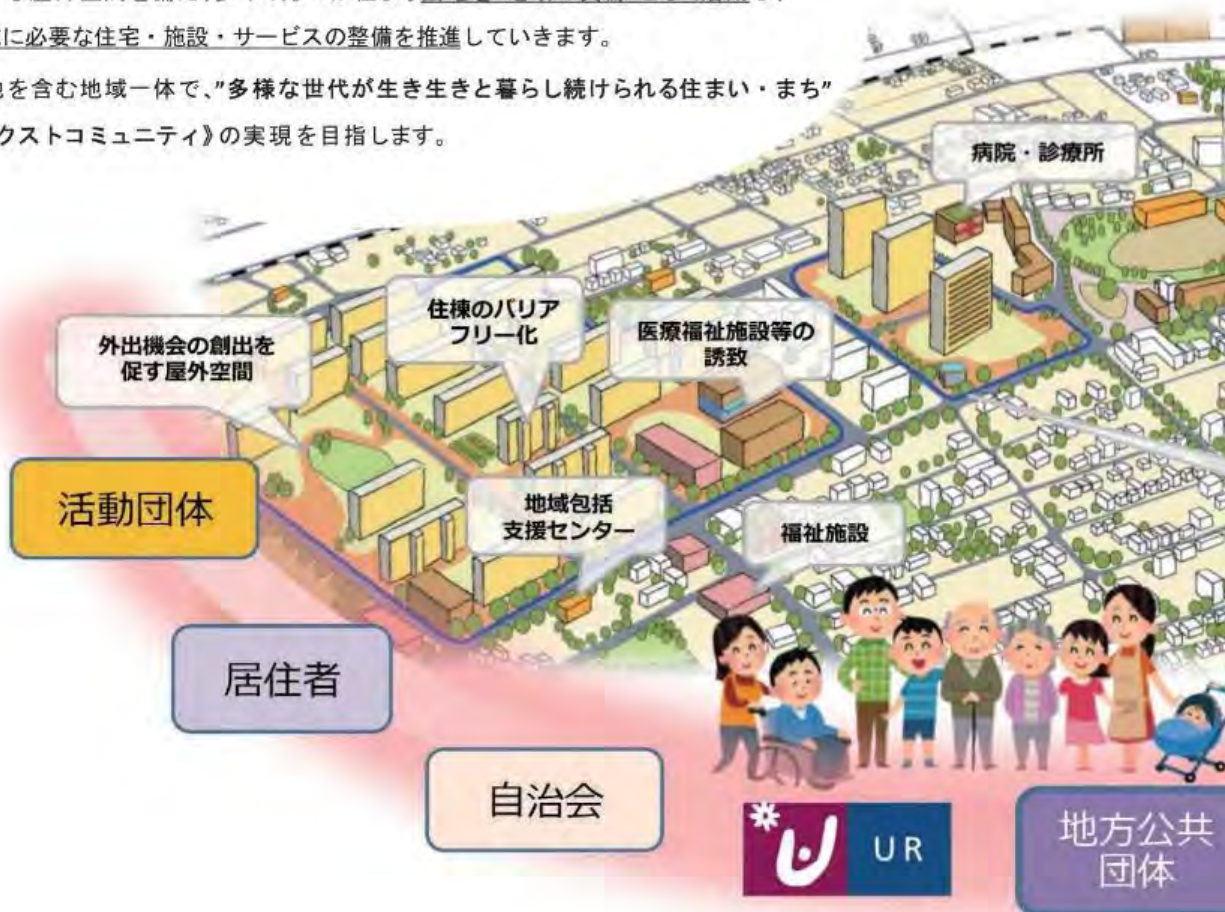 に必要な住宅・施設・サービスの整備を推進していきます。
を含む地域一体で、"多様な世代が生き生きと暮らし続けられる住まい・まち"
クストコミュニティ》の実現を目指します。
病院・診療所
住棟のバリア
フリー化
医療福祉施設等の
誘致
外出機会の創出を
促す屋外空間
活動団体
地域包括
支援センター
福祉施設
居住者
自治会
UR
地方公共
団体